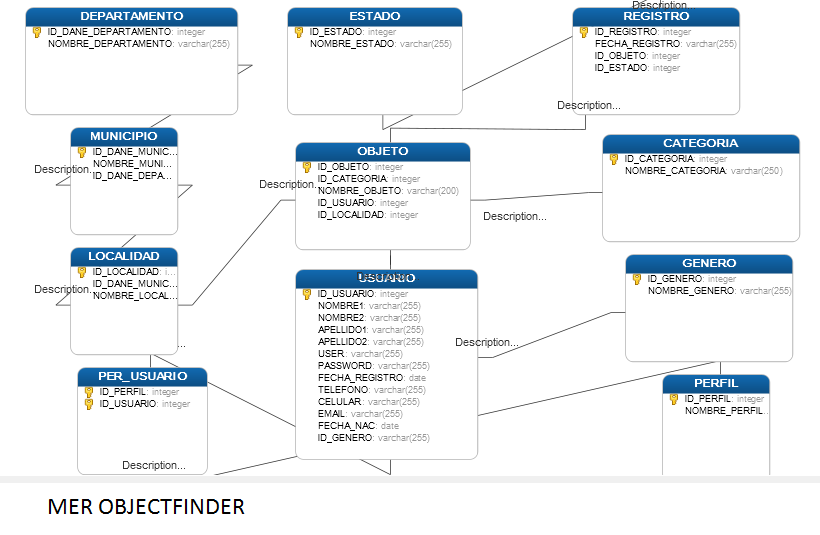 DEPARTAMENTO
ID_DANE_DEPARTAMENTO: integer
NOMBRE_DEPARTAMENTO: varchar(255)
ESTADO
ID_ESTADO: integer
NOMBRE_ESTADO: varchar(255)
Description...
REGISTRO
ID_REGISTRO: integer
FECHA_REGISTRO: varchar(255)
ID_OBJETO: integer
ID_ESTADO: integer
Description...
MUNICIPIO
ID_DANE_MUNIC...
NOMBRE_MUNI...
ID_DANE_DEPA...
Description...
OBJETO
ID_OBJETO: integer
ID_CATEGORIA: integer
NOMBRE_OBJETO: varchar(200)
ID_USUARIO: integer
ID_LOCALIDAD: integer
Description...
CATEGORIA
ID_CATEGORIA: integer
NOMBRE_CATEGORIA: varchar(250)
Description...
LOCALIDAD
ID_LOCALIDAD: i...
ID_DANE_MUNIC...
NOMBRE_LOCAL...
Description...
...
USUARIO
ID_USUARIO: integer
NOMBRE1: varchar(255)
NOMBRE2: varchar(255)
APELLIDO1: varchar(255)
APELLIDO2: varchar(255)
USER: varchar(255)
PASSWORD: varchar(255)
FECHA_REGISTRO: date
TELEFONO: varchar(255)
CELULAR: varchar(255)
EMAIL: varchar(255)
FECHA_NAC: date
ID_GENERO: varchar(255)
Description...
GENERO
ID_GENERO: integer
NOMBRE_GENERO: varchar(255)
PER_USUARIO
ID_PERFIL: integer
ID_USUARIO: integer
Description...
PERFIL
ID_PERFIL: integer
NOMBRE_PERFIL...
MER OBJECTFINDER